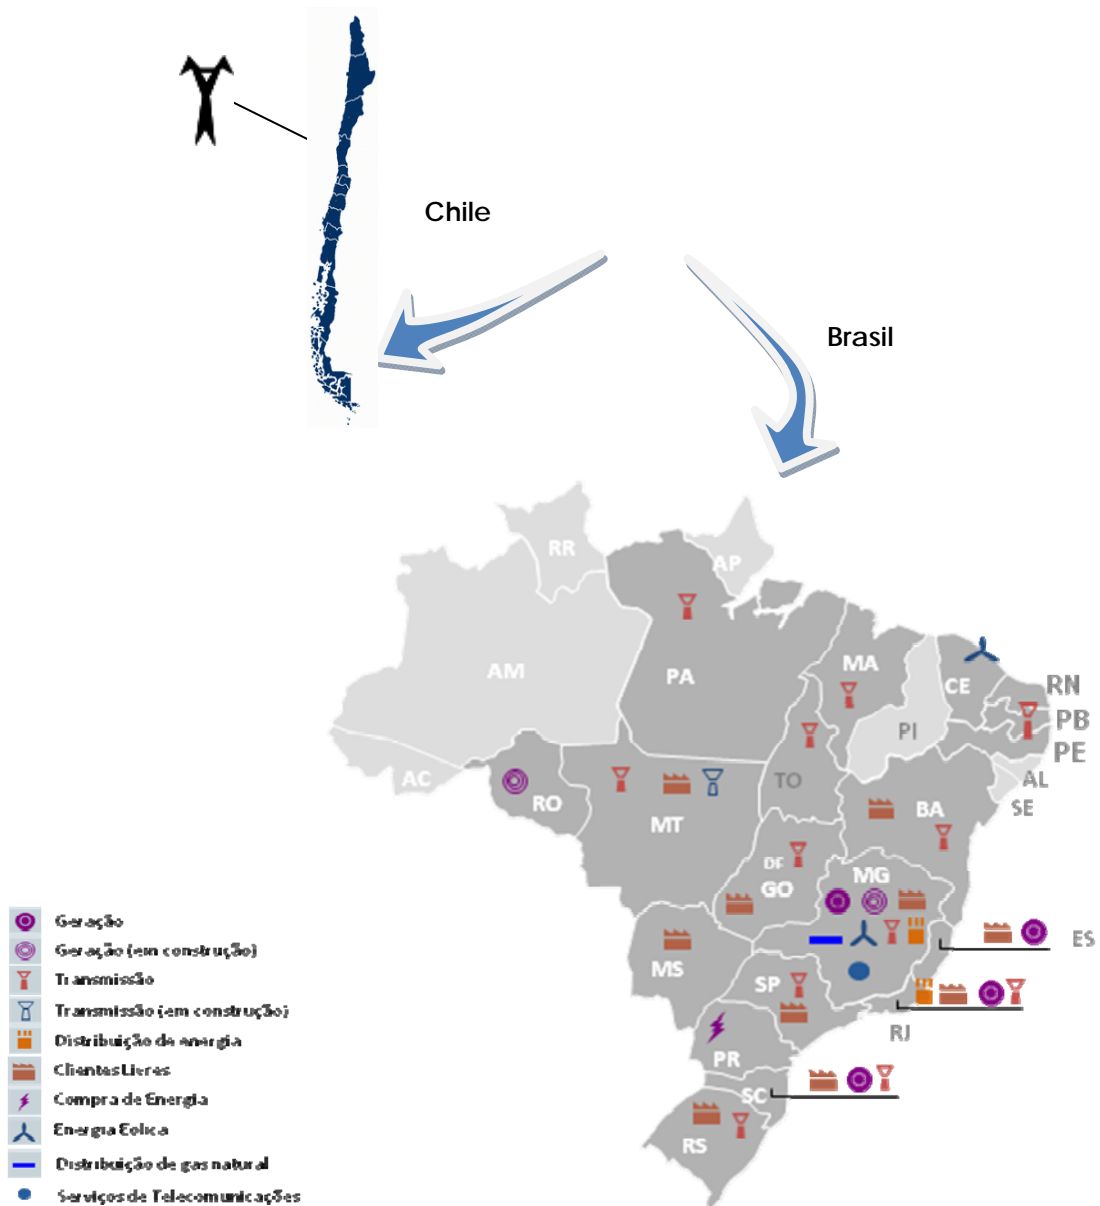 Chile
Brasil
RR
AP
AM
PA
MA
CE
RN
PB
PE
PI
AL
SE
AC
RO
MT
TO
BA
DF
GO
MG
ES
MS
SP
RJ
PR
SC
RS
Geração
Geração (em construção)
Transmissão
Transmissão (em construção)
Distribuição de energia
Clientes Livres
Compra de Energia
Energia Eolica
Distribuição de gas natural
Serviços de Telecomunicações